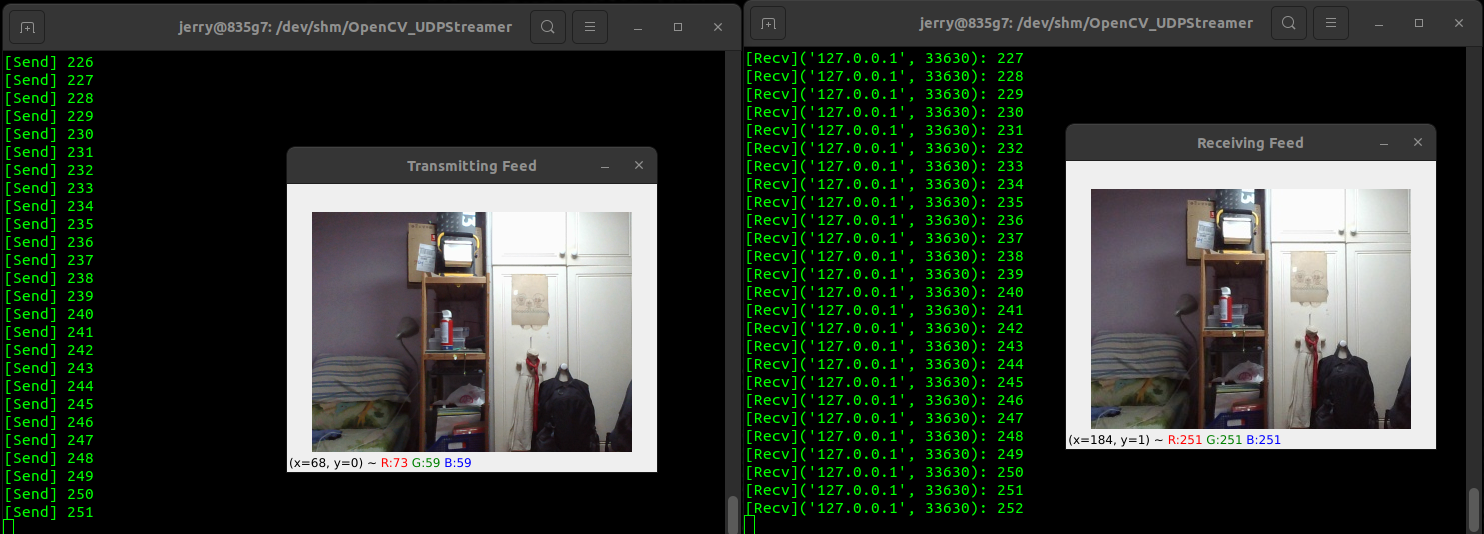 jerry@835g7: /dev/shm/OpenCV_UDPStreamer
[Send] 226
[Send] 227
[Send] 228
[Send] 229
[Send] 230
[Send] 231
[Send] 232
[Send] 233
[Send] 234
[Send] 235
[Send] 236
[Send] 237
[Send] 238
[Send] 239
[Send] 240
[Send] 241
[Send] 242
[Send] 243
[Send] 244
[Send] 245
[Send] 246
[Send] 247
[Send] 248
[Send] 249
[Send] 250
[Send] 251
Transmitting Feed
(x=68, y=0) ~ R:73 G:59 B:59
jerry@835g7: /dev/shm/OpenCV_UDPStreamer
[Recv]('127.0.0.1', 33630): 227
[Recv]('127.0.0.1', 33630): 228
[Recv]('127.0.0.1', 33630): 229
[Recv]('127.0.0.1', 33630): 230
[Recv]('127.0.0.1', 33630): 231
[Recv]('127.0.0.1', 33630): 232
[Recv]('127.0.0.1', 33630): 233
[Recv]('127.0.0.1', 33630): 234
[Recv]('127.0.0.1', 33630): 235
[Recv]('127.0.0.1', 33630): 236
[Recv]('127.0.0.1', 33630): 237
[Recv]('127.0.0.1', 33630): 238
[Recv]('127.0.0.1', 33630): 239
[Recv]('127.0.0.1', 33630): 240
[Recv]('127.0.0.1', 33630): 241
[Recv]('127.0.0.1', 33630): 242
[Recv]('127.0.0.1', 33630): 243
[Recv]('127.0.0.1', 33630): 244
[Recv]('127.0.0.1', 33630): 245
[Recv]('127.0.0.1', 33630): 246
[Recv]('127.0.0.1', 33630): 247
[Recv]('127.0.0.1', 33630): 248
[Recv]('127.0.0.1', 33630): 249
[Recv]('127.0.0.1', 33630): 250
[Recv]('127.0.0.1', 33630): 251
[Recv]('127.0.0.1', 33630): 252
Receiving Feed
(x=184, y=1) ~ R:251 G:251 B:251